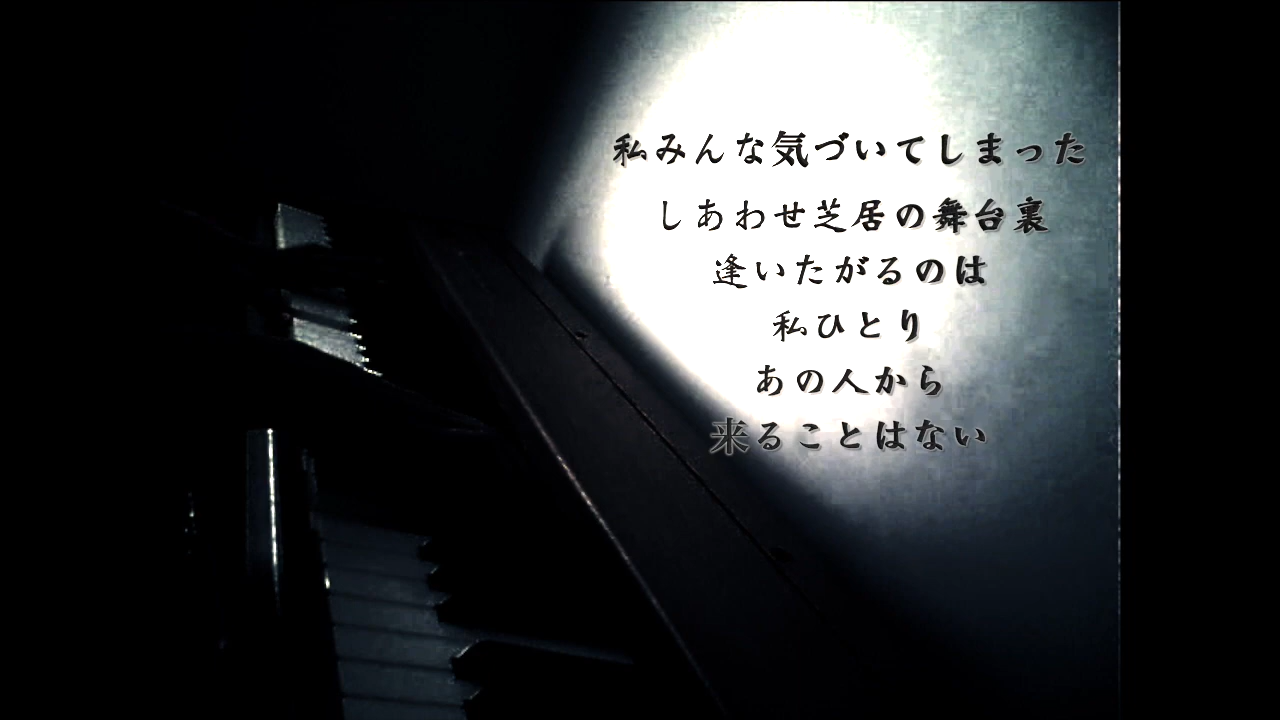 私みんな気づいてしまった
しあわせ芝居の舞台裏
逢いたがるのは
私ひとり
あの人から
来ることはない